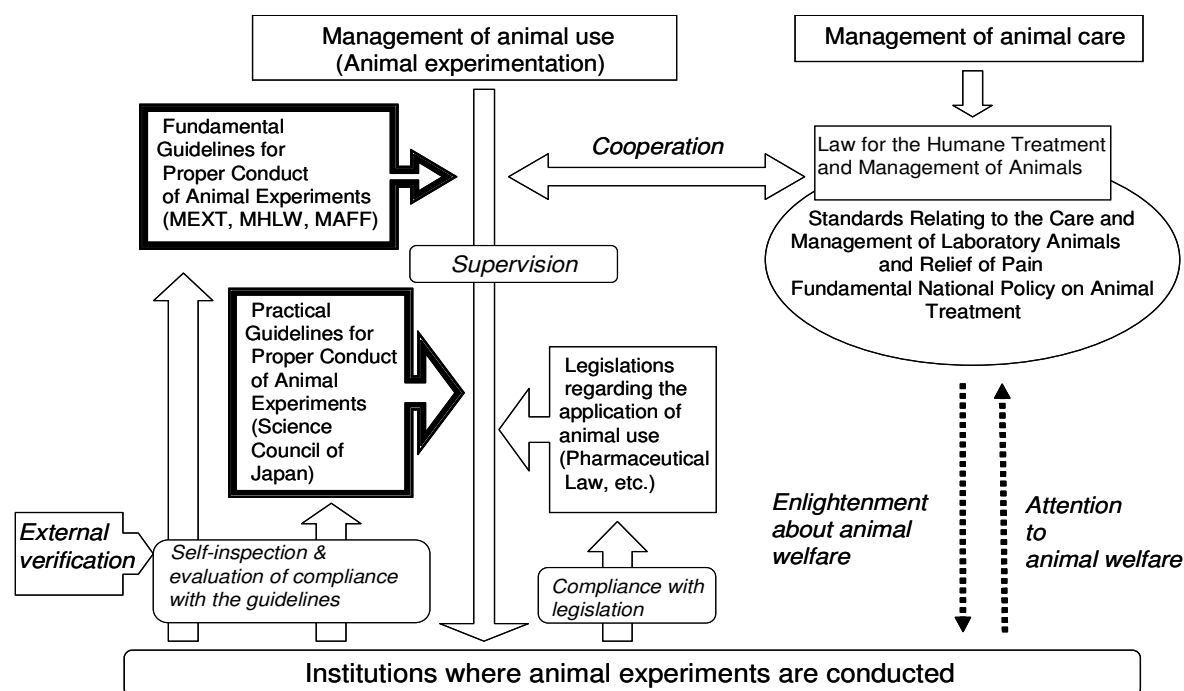 Management of animal use
(Animal experimentation)
Management of animal care
Fundamental
Guidelines for
Proper Conduct
of Animal Experiments
(MEXT, MHLW, MAFF)
Cooperation
Law for the Humane Treatment
and Management of Animals
Standards Relating to the Care and
Management of Laboratory Animals
and Relief of Pain
Fundamental National Policy on Animal
Treatment
Supervision
Practical
Guidelines for
Proper Conduct
of Animal
Experiments
(Science
Council of
Japan)
Legislations
regarding the
application of
animal use
(Pharmaceutical
Law, etc.)
Enlightenment
about animal
welfare
Attention
to
animal welfare
External
verification
Self-inspection &
evaluation of compliance
with the guidelines
Compliance with
legislation
Institutions where animal experiments are conducted